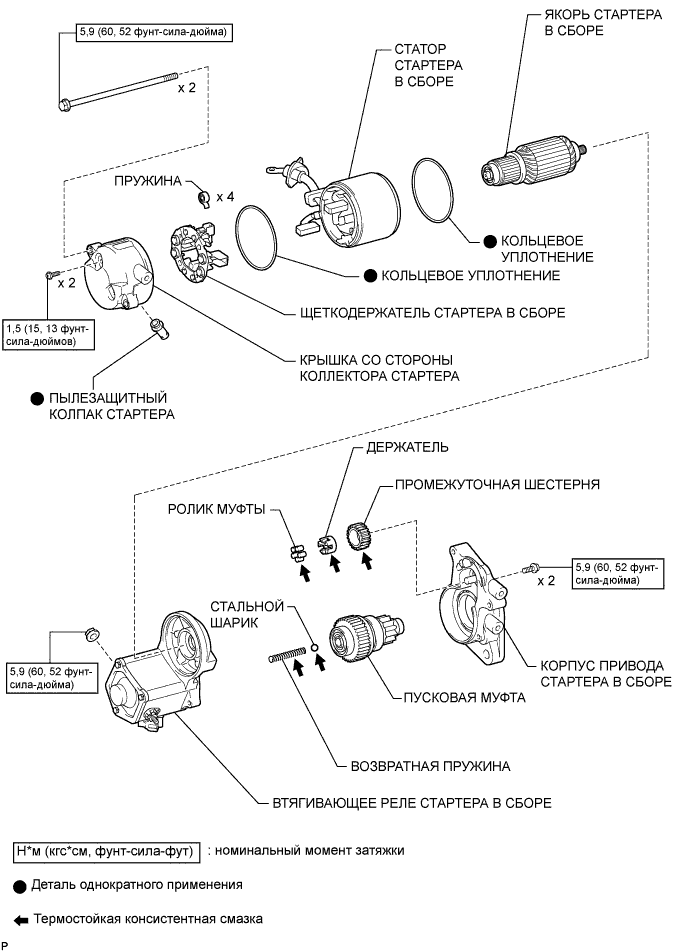 5,9 (60, 52 фунт-сила-дюйма)
x 2
СТАТОР
СТАРТЕРА
В СБОРЕ
ЯКОРЬ СТАРТЕРА
В СБОРЕ
ПРУЖИНА
x 4
КОЛЬЦЕВОЕ
УПЛОТНЕНИЕ
КОЛЬЦЕВОЕ УПЛОТНЕНИЕ
x 2
ЩЕТКОДЕРЖАТЕЛЬ СТАРТЕРА В СБОРЕ
1,5 (15, 13 фунт-
сила-дюймов)
КРЫШКА СО СТОРОНЫ
КОЛЛЕКТОРА СТАРТЕРА
ПЫЛЕЗАЩИТНЫЙ
КОЛПАК СТАРТЕРА
ДЕРЖАТЕЛЬ
ПРОМЕЖУТОЧНАЯ ШЕСТЕРНЯ
РОЛИК МУФТЫ
5,9 (60, 52 фунт-
сила-дюйма)
x 2
СТАЛЬНОЙ
ШАРИК
5,9 (60, 52 фунт-
сила-дюйма)
КОРПУС ПРИВОДА
СТАРТЕРА В СБОРЕ
ПУСКОВАЯ МУФТА
ВОЗВРАТНАЯ ПРУЖИНА
ВТЯГИВАЮЩЕЕ РЕЛЕ СТАРТЕРА В СБОРЕ
Н*м (кгс*см, фунт-сила-фут) : номинальный момент затяжки
Деталь однократного применения
Термостойкая консистентная смазка
P